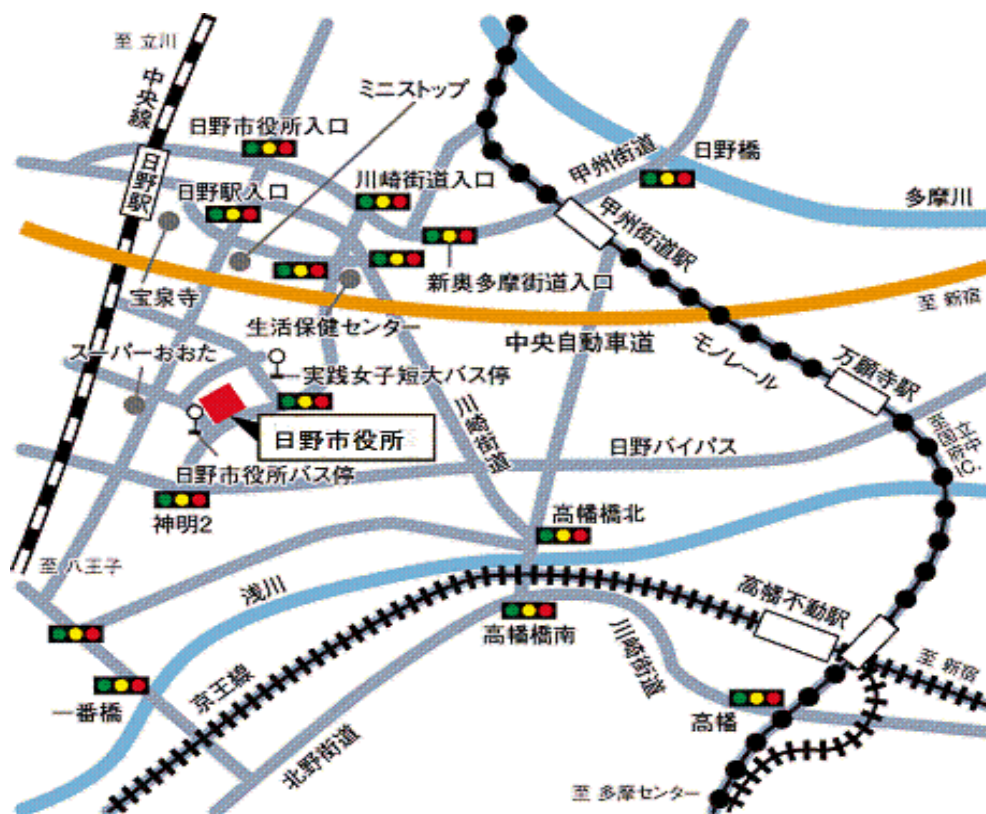 至 立川
中央線
ミニストップ
日野市役所入口
甲州街道
日野橋
日野駅
日野駅入口
川崎街道入口
甲州街道駅
多摩川
新奥多摩街道入口
宝泉寺
生活保健センター
至 新宿
中央自動車道
モノレール
スーパーおおた
実践女子短大バス停
万願寺駅
川崎街道
日野市役所
日野バイパス
日野市役所バス停
神明2
高幡橋北
至 八王子
浅川
高幡不動駅
高幡橋南
川崎街道
至 新宿
京王線
一番橋
高幡
北野街道
至 多摩センター